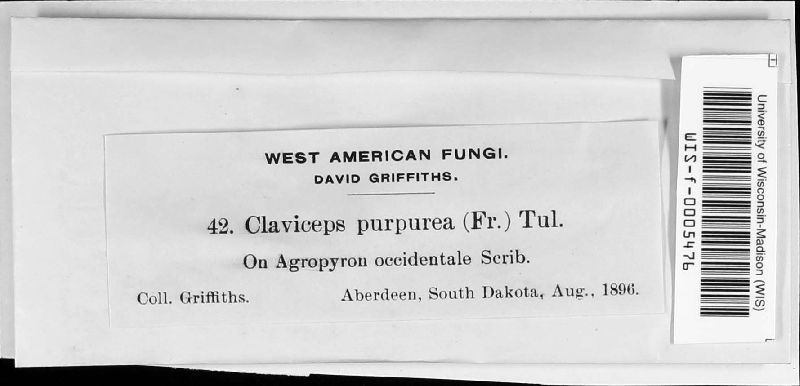 WEST AMERICAN FUNGI.
DAVID GRIFFITHS.
42. Claviceps purpurea (Fr.) Tul.
On Agropyron occidentale Scrib.
Coll. Griffiths. Aberdeen, South Dakota, Aug., 1896.
University of Wisconsin-Madison (WIS)
WIS-f-0005476